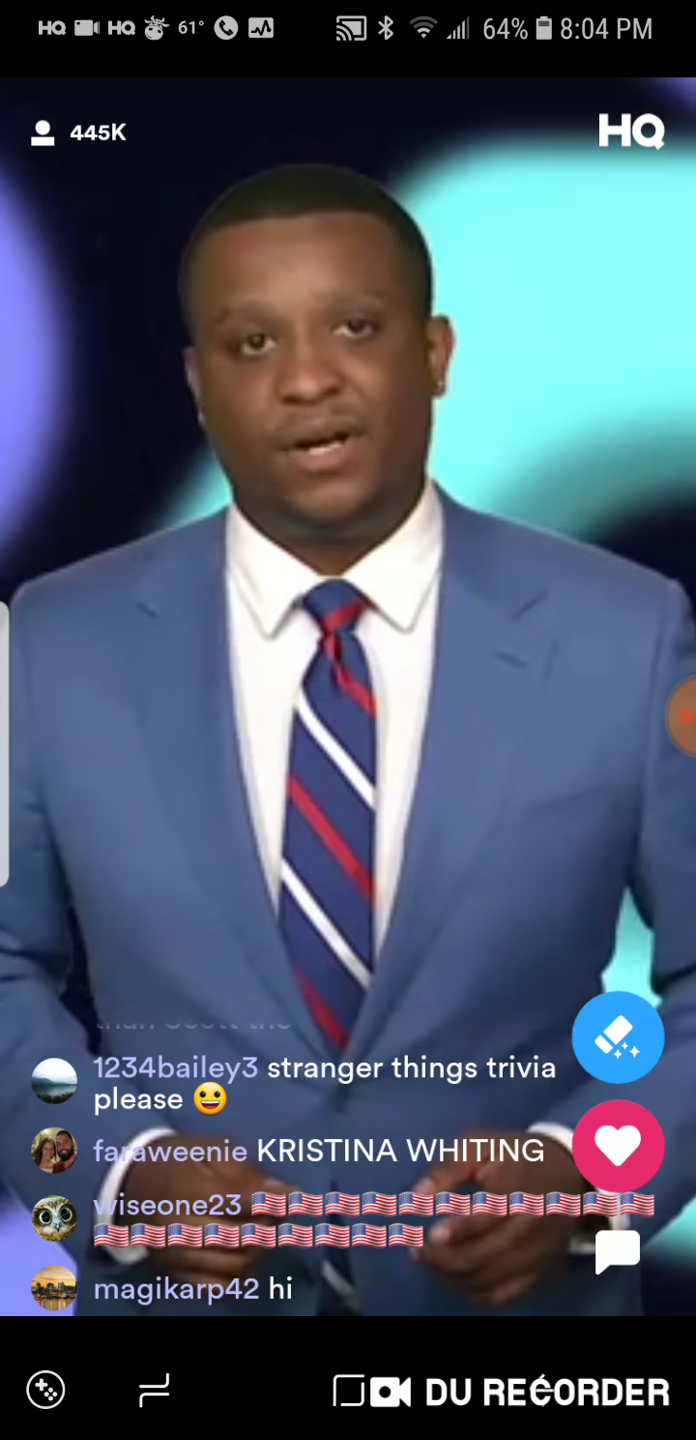 HQ HQ 61° 64% 8:04 PM
445K HQ
1234bailey3 stranger things trivia
please 😀
faraweenie KRISTINA WHITING
wiseone23 🇺🇸🇺🇸🇺🇸🇺🇸🇺🇸🇺🇸🇺🇸🇺🇸🇺🇸🇺🇸🇺🇸
🇺🇸🇺🇸🇺🇸🇺🇸🇺🇸🇺🇸🇺🇸🇺🇸🇺🇸
magikarp42 hi
DU RECORDER